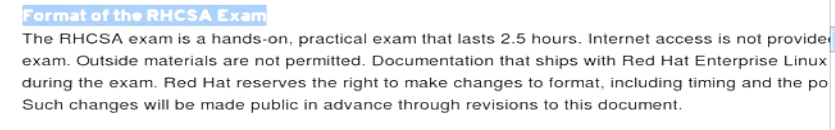 Format of the RHCSA Exam
The RHCSA exam is a hands-on, practical exam that lasts 2.5 hours. Internet access is not provide
exam. Outside materials are not permitted. Documentation that ships with Red Hat Enterprise Linux
during the exam. Red Hat reserves the right to make changes to format, including timing and the po
Such changes will be made public in advance through revisions to this document.